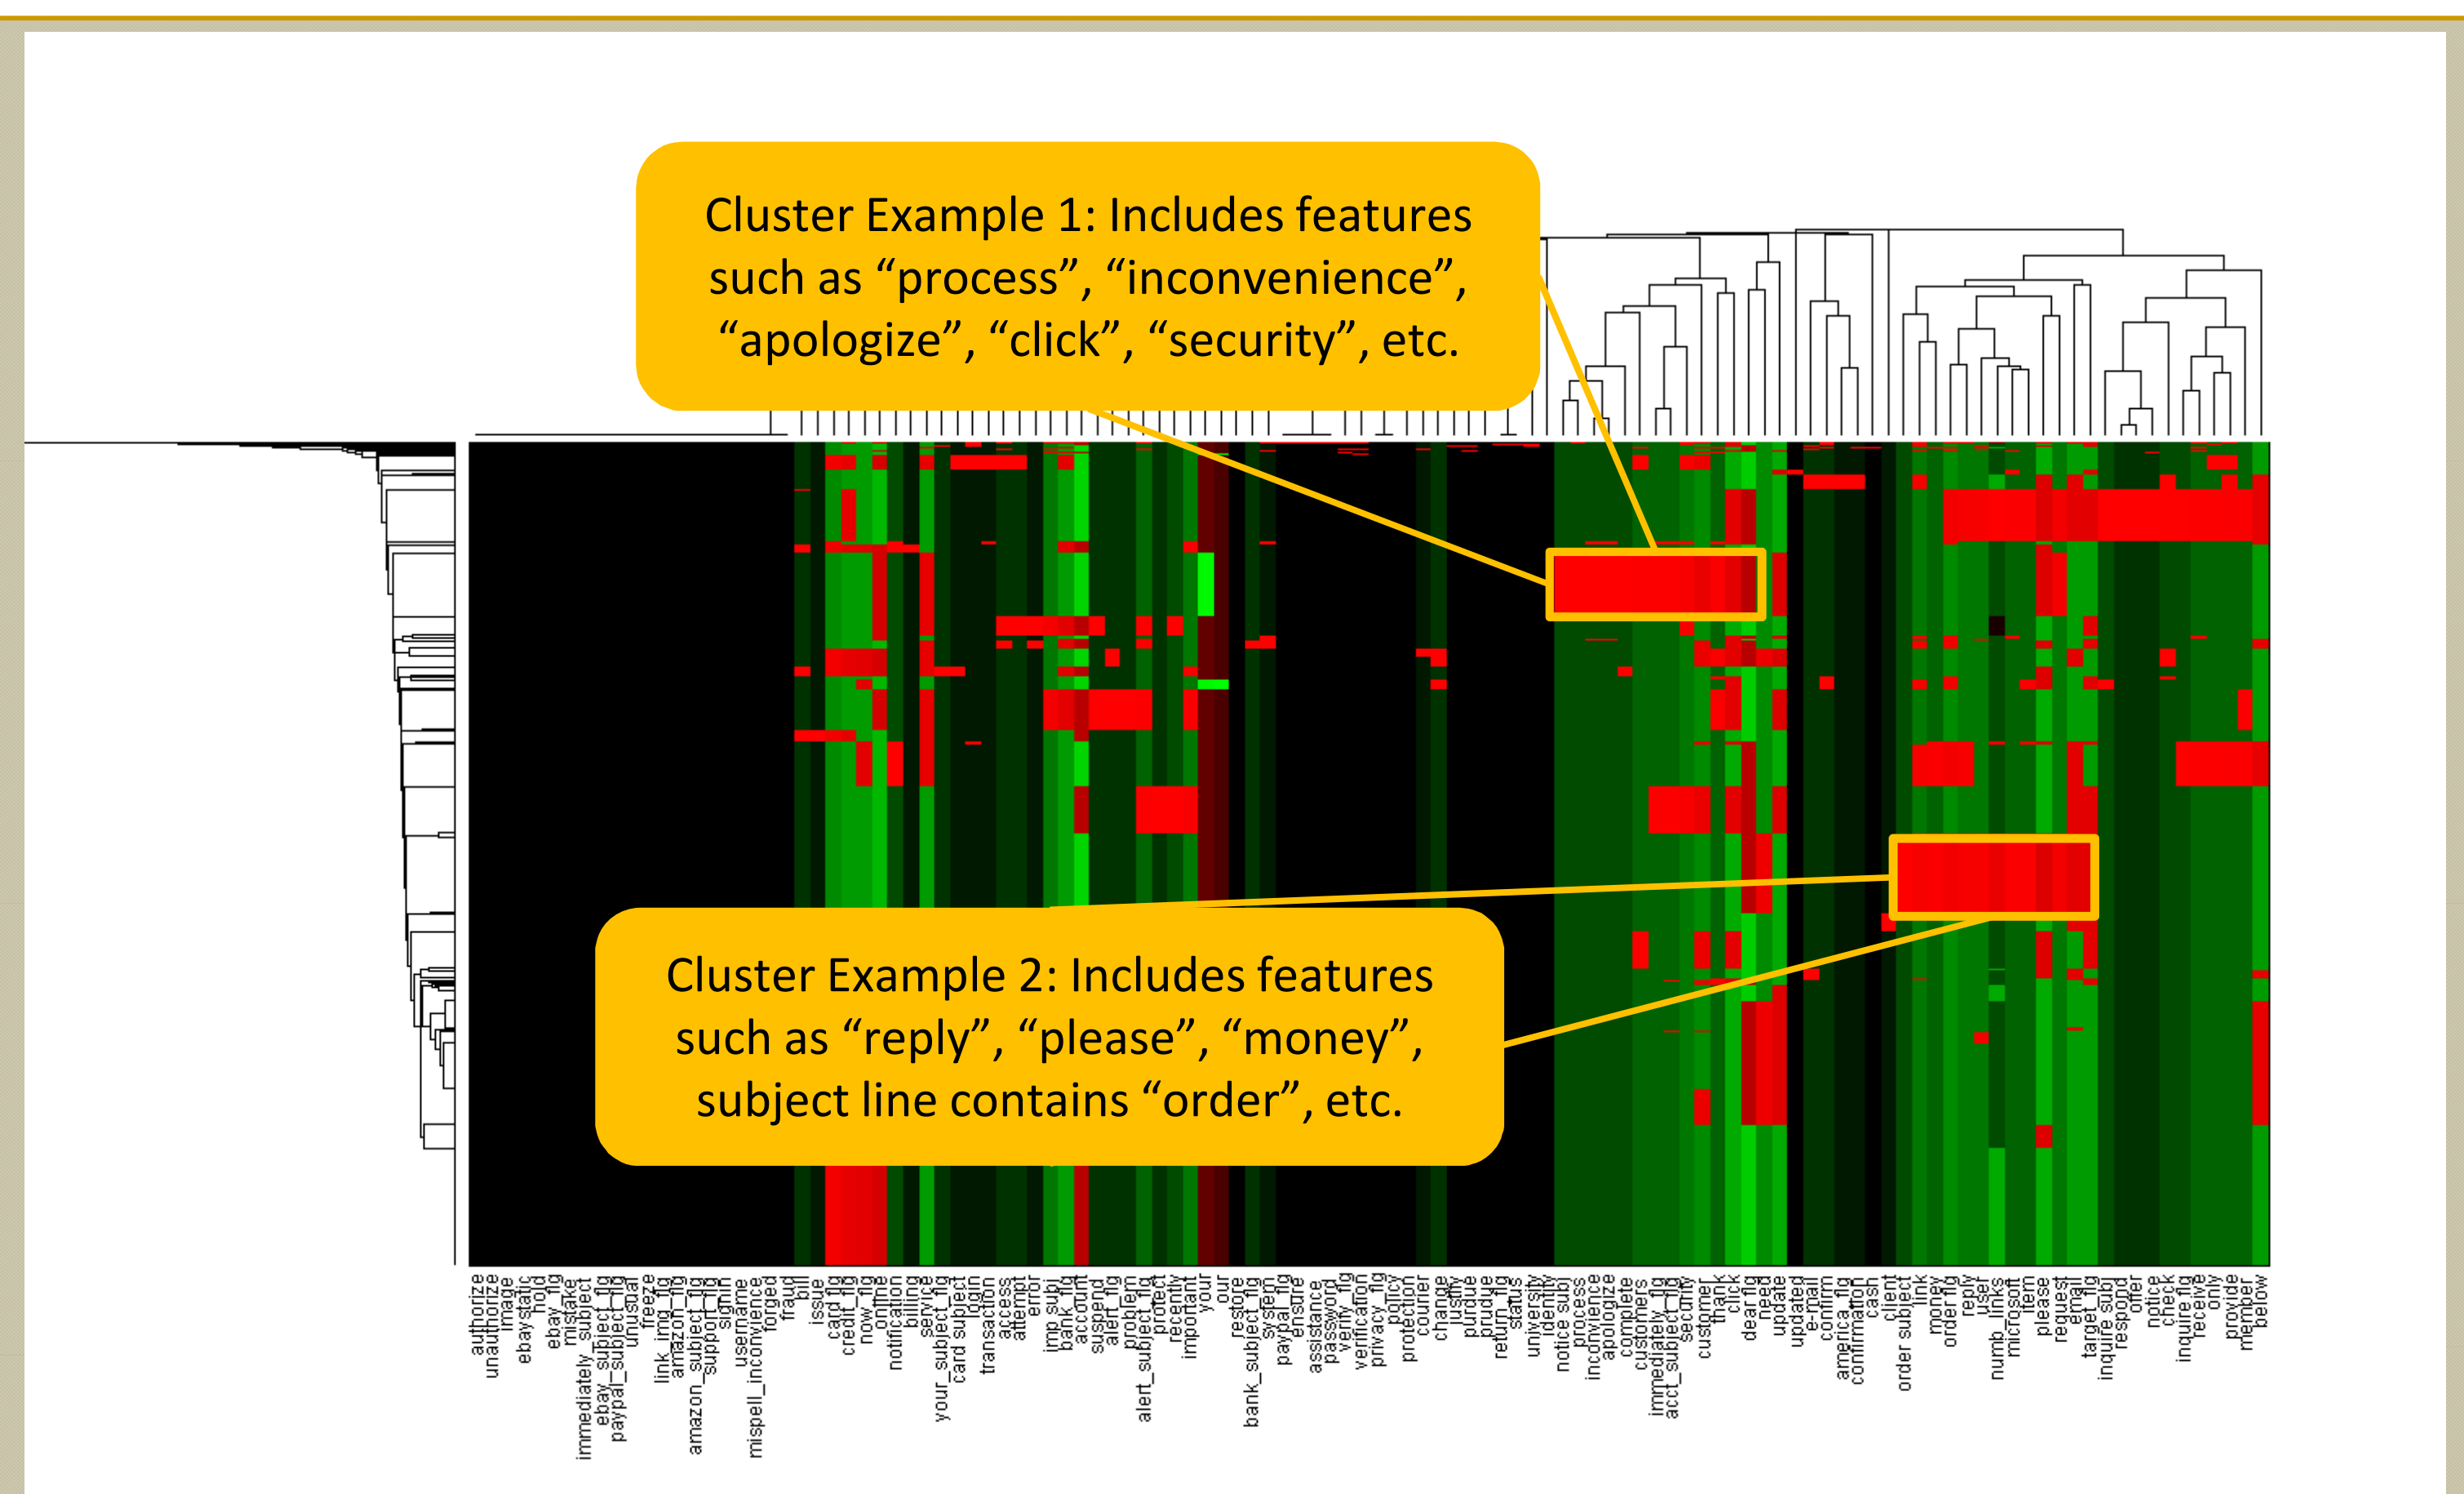 Cluster Example 1: Includes features
such as “process”, “inconvenience”,
“apologize”, “click”, “security”, etc.
Cluster Example 2: Includes features
such as “reply”, “please”, “money”,
subject line contains “order”, etc.
authorize
unauthorize
image
ebaystatic
hold
ebay_flg
mistake
immediately_subject
ebay_subject_flg
paypal_subject_flg
unusual
freeze
link_img_flg
amazon_flg
amazon_subject_flg
support_flg
signin
username
mispell_inconvience
forged
fraud
bill
issue
card flg
credit_flg
now_flg
online
notification
billing
service
your_subject_flg
card subject
login
transaction
access
attempt
error
imp subj
bank_flg
account
suspend
alert_flg
problem
alert_subject_flg
protect
recently
important
your
our
restore
bank_subject_flg
system
paypal_flg
ensure
assistance
password
verify_flg
verification
privacy_flg
policy
protection
courier
change
justify
purdue
prudue
return_flg
status
university
identity
notice subj
process
inconvenience
apologize
complete
customers
immediately_flg
acct_subject_flg
security
customer
thank
click
dear flg
need
update
updated
e-mail
confirm
america_flg
confirmation
cash
client
order subject
link
money
order flg
reply
user
numb_links
microsoft
item
please
request
email
target_flg
inquire subj
respond
offer
notice
check
inquire flg
receive
only
provide
member
below